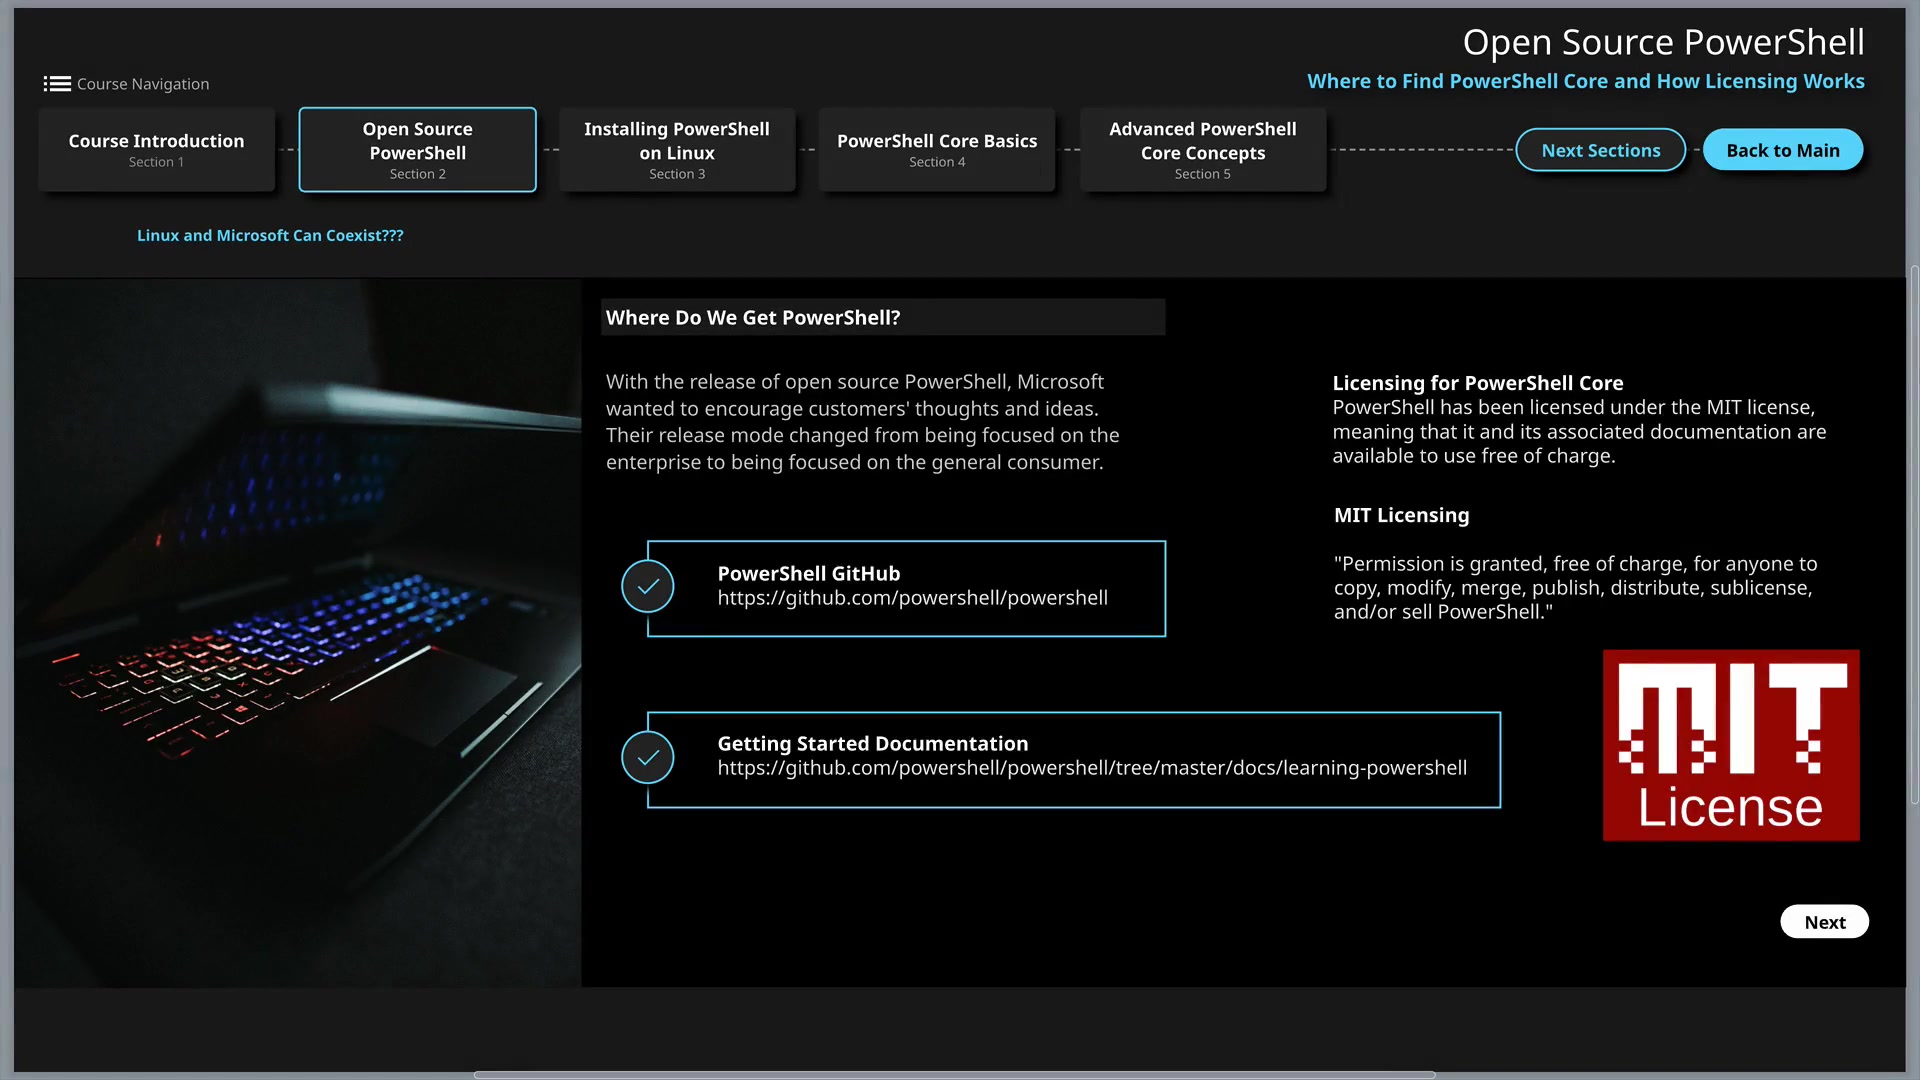 Open Source PowerShell
Where to Find PowerShell Core and How Licensing Works
Course Navigation
Course Introduction
Section 1
Open Source
PowerShell
Section 2
Installing PowerShell
on Linux
Section 3
PowerShell Core Basics
Section 4
Advanced PowerShell
Core Concepts
Section 5
Next Sections
Back to Main
Linux and Microsoft Can Coexist???
Where Do We Get PowerShell?
With the release of open source PowerShell, Microsoft
wanted to encourage customers' thoughts and ideas.
Their release mode changed from being focused on the
enterprise to being focused on the general consumer.
PowerShell GitHub
https://github.com/powershell/powershell
Getting Started Documentation
https://github.com/powershell/powershell/tree/master/docs/learning-powershell
Licensing for PowerShell Core
PowerShell has been licensed under the MIT license,
meaning that it and its associated documentation are
available to use free of charge.
MIT Licensing
"Permission is granted, free of charge, for anyone to
copy, modify, merge, publish, distribute, sublicense,
and/or sell PowerShell."
MIT
License
Next